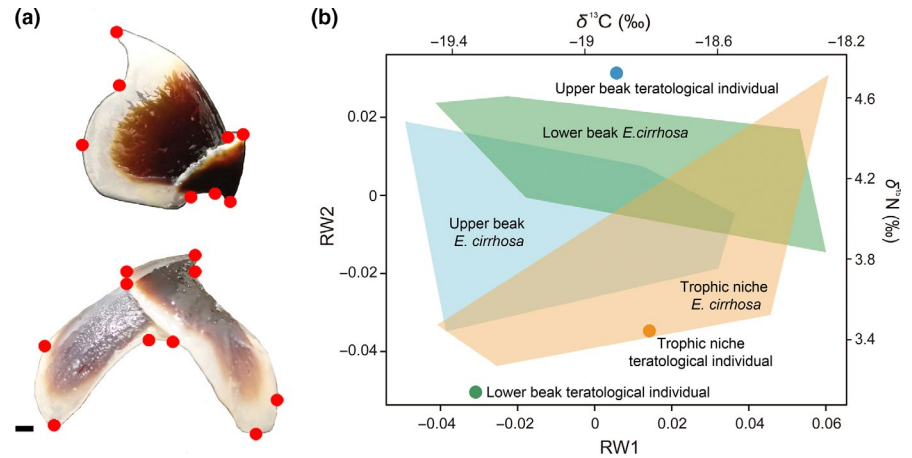 (a)
(b)
δ¹³C (‰)
−19.4
−19.0
−18.6
−18.2
Upper beak teratological individual
Lower beak E.cirrhosa
Upper beak
E. cirrhosa
Trophic niche
E. cirrhosa
Trophic niche
teratological individual
Lower beak teratological individual
RW2
0.02
0
−0.02
−0.04
4.6
4.2
3.8
3.4
δ¹⁵N (‰)
−0.04
−0.02
0
0.02
0.04
0.06
RW1